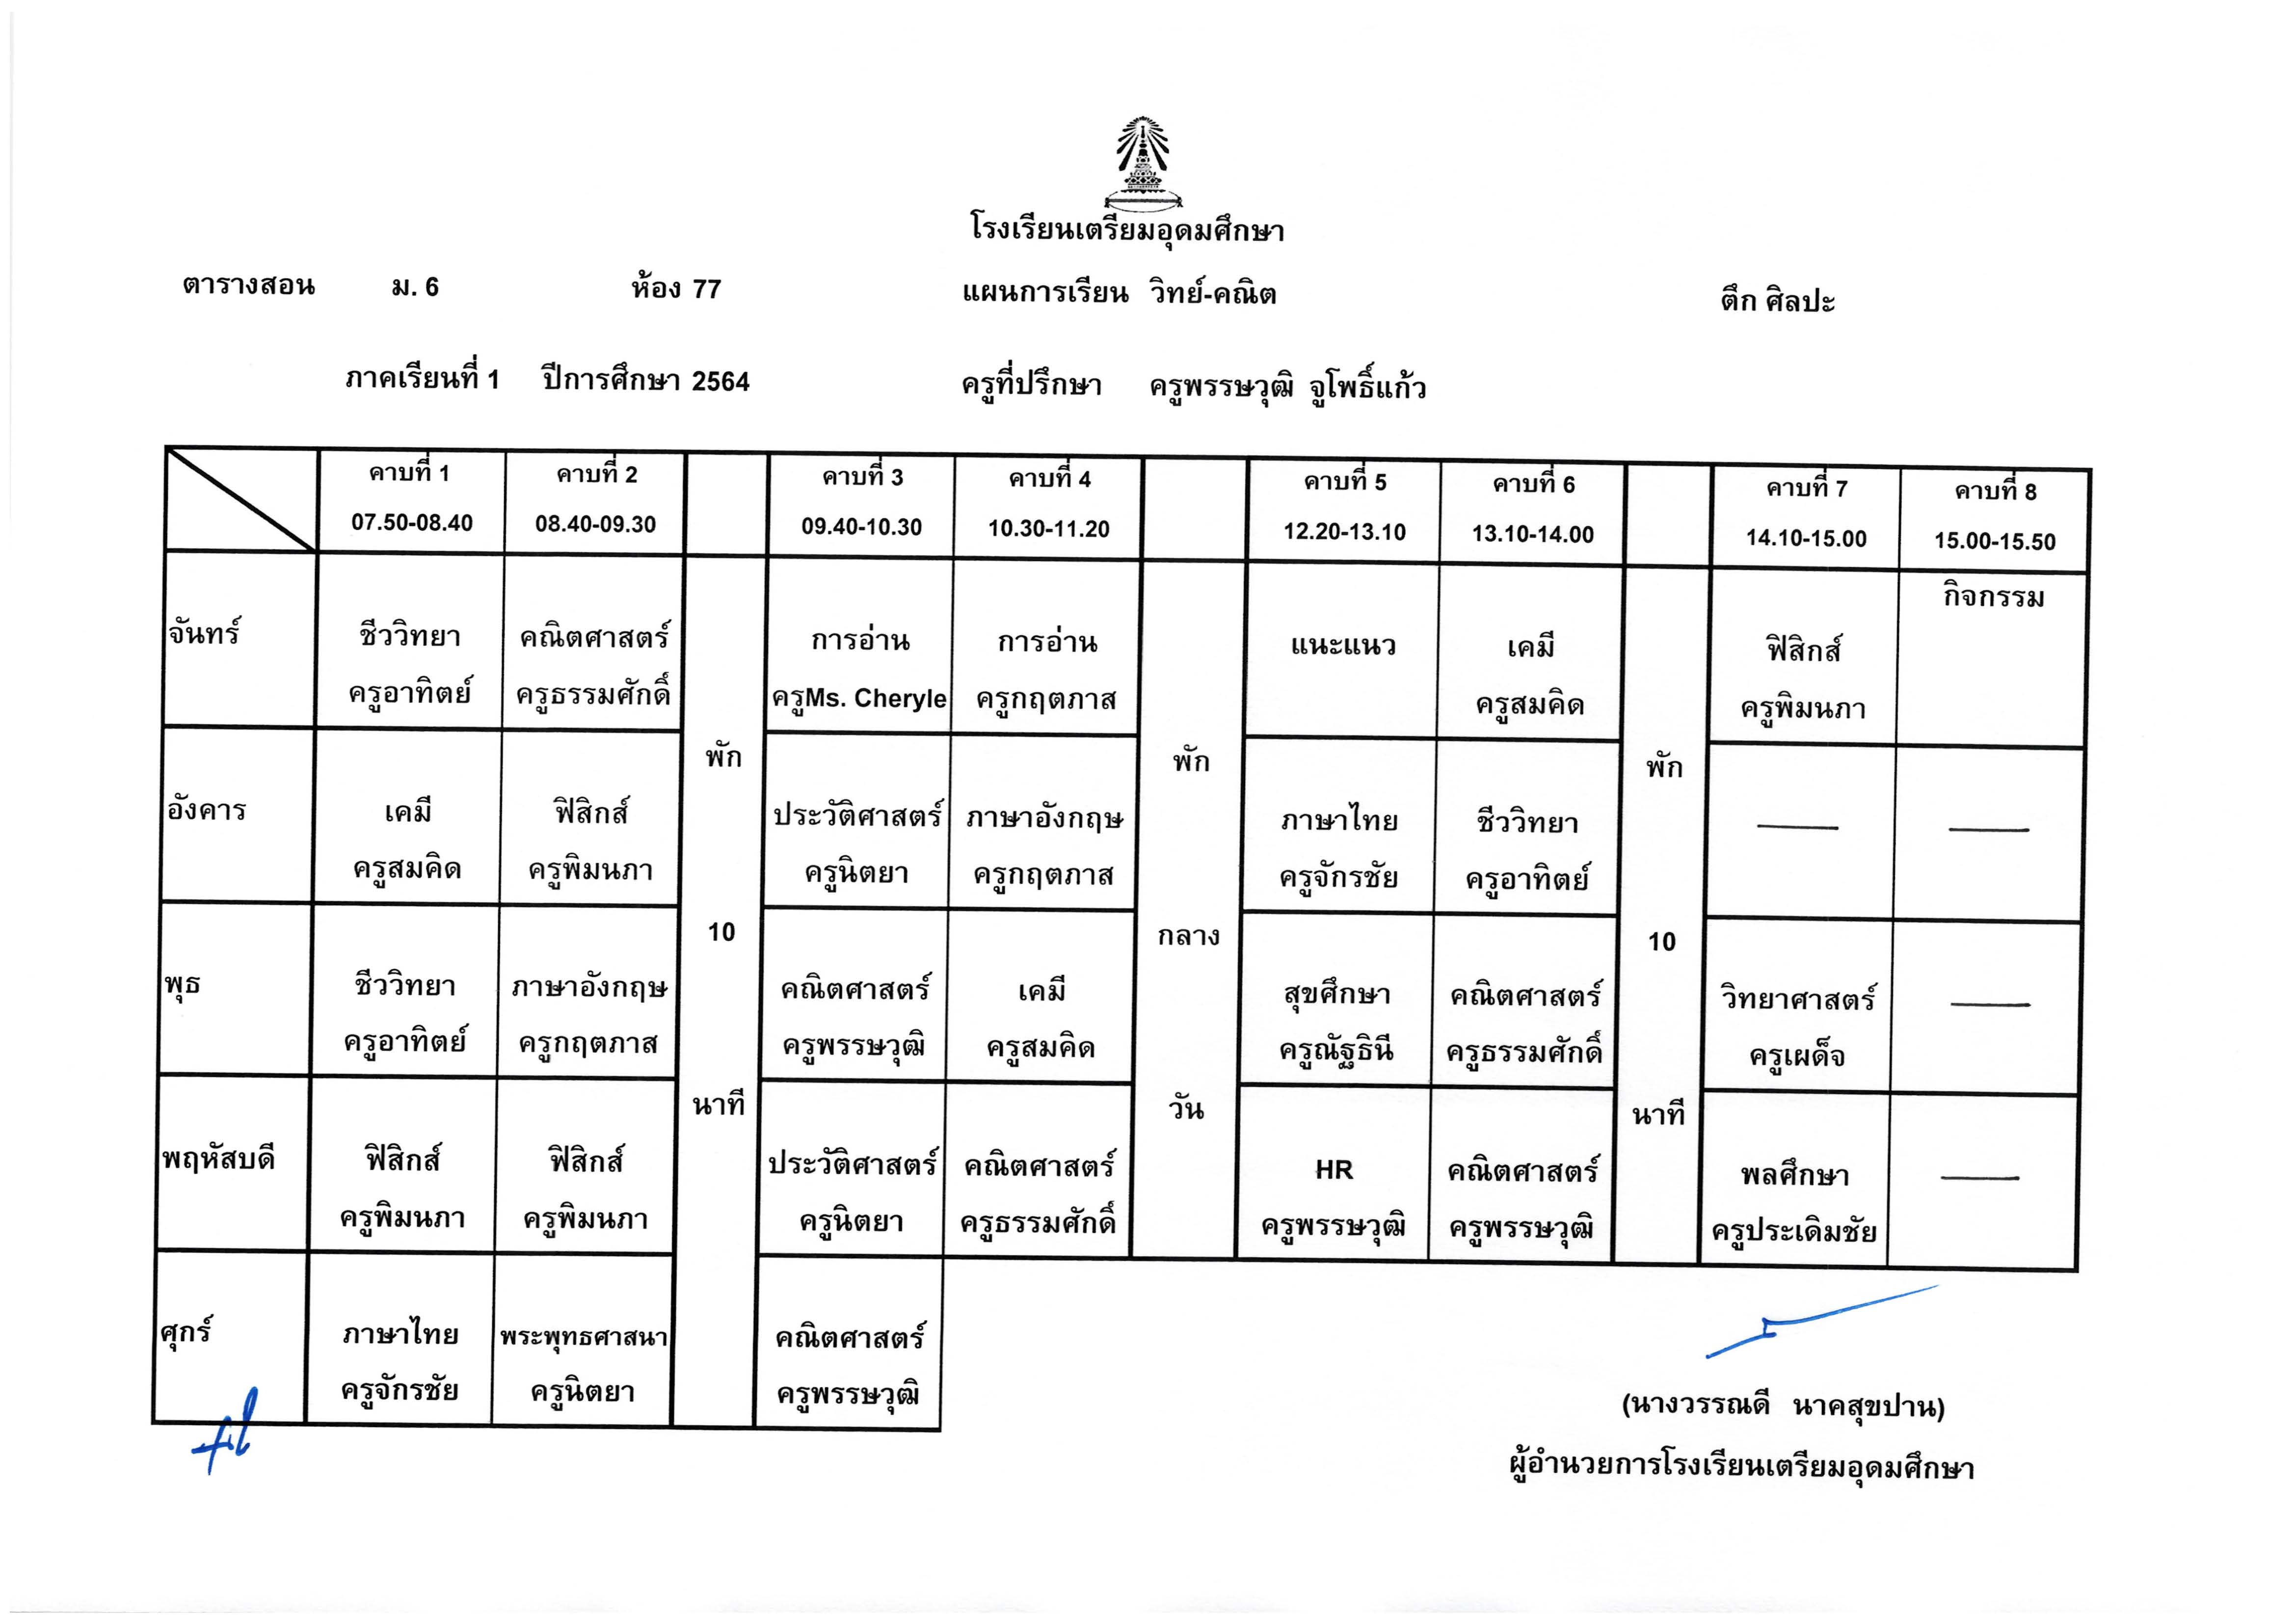 โรงเรียนเตรียมอุดมศึกษา
ตารางสอน ม. 6 ห้อง 77 แผนการเรียน วิทย์-คณิต ตึก ศิลปะ
ภาคเรียนที่ 1 ปีการศึกษา 2564 ครูที่ปรึกษา ครูพรรษวุฒิ จูโพธิ์แก้ว
คาบที่ 1 คาบที่ 2 คาบที่ 3 คาบที่ 4 คาบที่ 5 คาบที่ 6 คาบที่ 7 คาบที่ 8
07.50-08.40 08.40-09.30 09.40-10.30 10.30-11.20 12.20-13.10 13.10-14.00 14.10-15.00 15.00-15.50
จันทร์ ชีววิทยา คณิตศาสตร์ การอ่าน การอ่าน แนะแนว เคมี ฟิสิกส์ กิจกรรม
ครูอาทิตย์ ครูธรรมศักดิ์ ครูMs. Cheryle ครูกฤตภาส ครูสมคิด ครูพิมนภา
พัก พัก พัก
อังคาร เคมี ฟิสิกส์ ประวัติศาสตร์ ภาษาอังกฤษ ภาษาไทย ชีววิทยา
ครูสมคิด ครูพิมนภา ครูนิตยา ครูกฤตภาส ครูจักรชัย ครูอาทิตย์
10 กลาง 10
พุธ ชีววิทยา ภาษาอังกฤษ คณิตศาสตร์ เคมี สุขศึกษา คณิตศาสตร์ วิทยาศาสตร์
ครูอาทิตย์ ครูกฤตภาส ครูพรรษวุฒิ ครูสมคิด ครูณัฐธินี ครูธรรมศักดิ์ ครูเผด็จ
นาที วัน นาที
พฤหัสบดี ฟิสิกส์ ฟิสิกส์ ประวัติศาสตร์ คณิตศาสตร์ HR คณิตศาสตร์ พลศึกษา
ครูพิมนภา ครูพิมนภา ครูนิตยา ครูธรรมศักดิ์ ครูพรรษวุฒิ ครูพรรษวุฒิ ครูประเดิมชัย
ศุกร์ ภาษาไทย พระพุทธศาสนา คณิตศาสตร์
ครูจักรชัย ครูนิตยา ครูพรรษวุฒิ
(นางวรรณดี นาคสุขปาน)
ผู้อำนวยการโรงเรียนเตรียมอุดมศึกษา